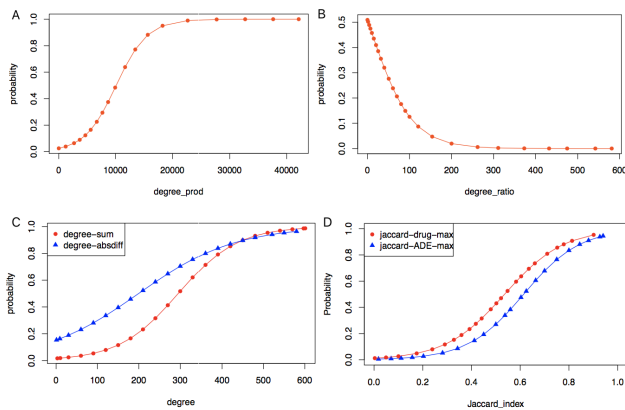 A
probability
0.0 0.2 0.4 0.6 0.8 1.0
0 10000 20000 30000 40000
degree_prod
B
probability
0.0 0.1 0.2 0.3 0.4 0.5
0 100 200 300 400 500 600
degree_ratio
C
degree-sum
degree-absdiff
probability
0.0 0.2 0.4 0.6 0.8 1.0
0 100 200 300 400 500 600
degree
D
jaccard-drug-max
jaccard-ADE-max
Probability
0.0 0.2 0.4 0.6 0.8 1.0
0.0 0.2 0.4 0.6 0.8 1.0
Jaccard_index